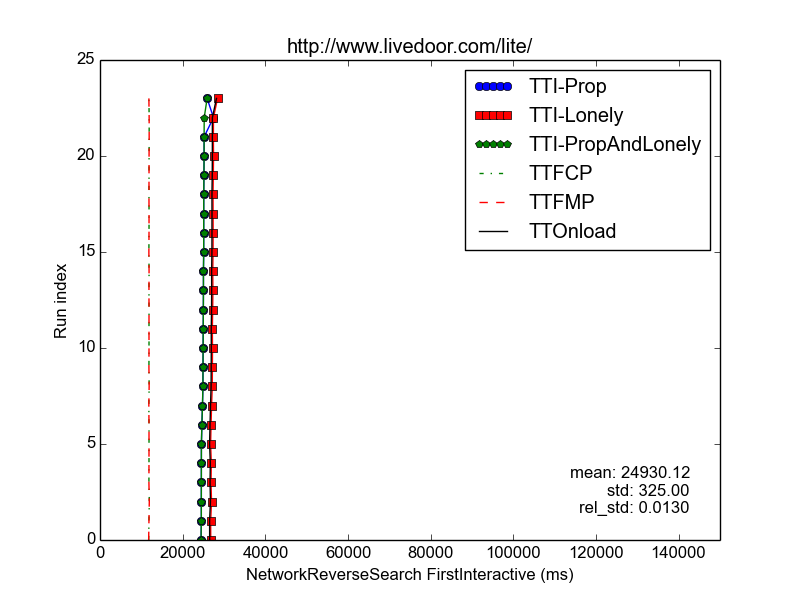 http://www.livedoor.com/lite/
25
20
15
10
5
0
Run index
TTI-Prop
TTI-Lonely
TTI-PropAndLonely
TTFCP
TTFMP
TTOnload
mean: 24930.12
std: 325.00
rel_std: 0.0130
0 20000 40000 60000 80000 100000 120000 140000
NetworkReverseSearch FirstInteractive (ms)